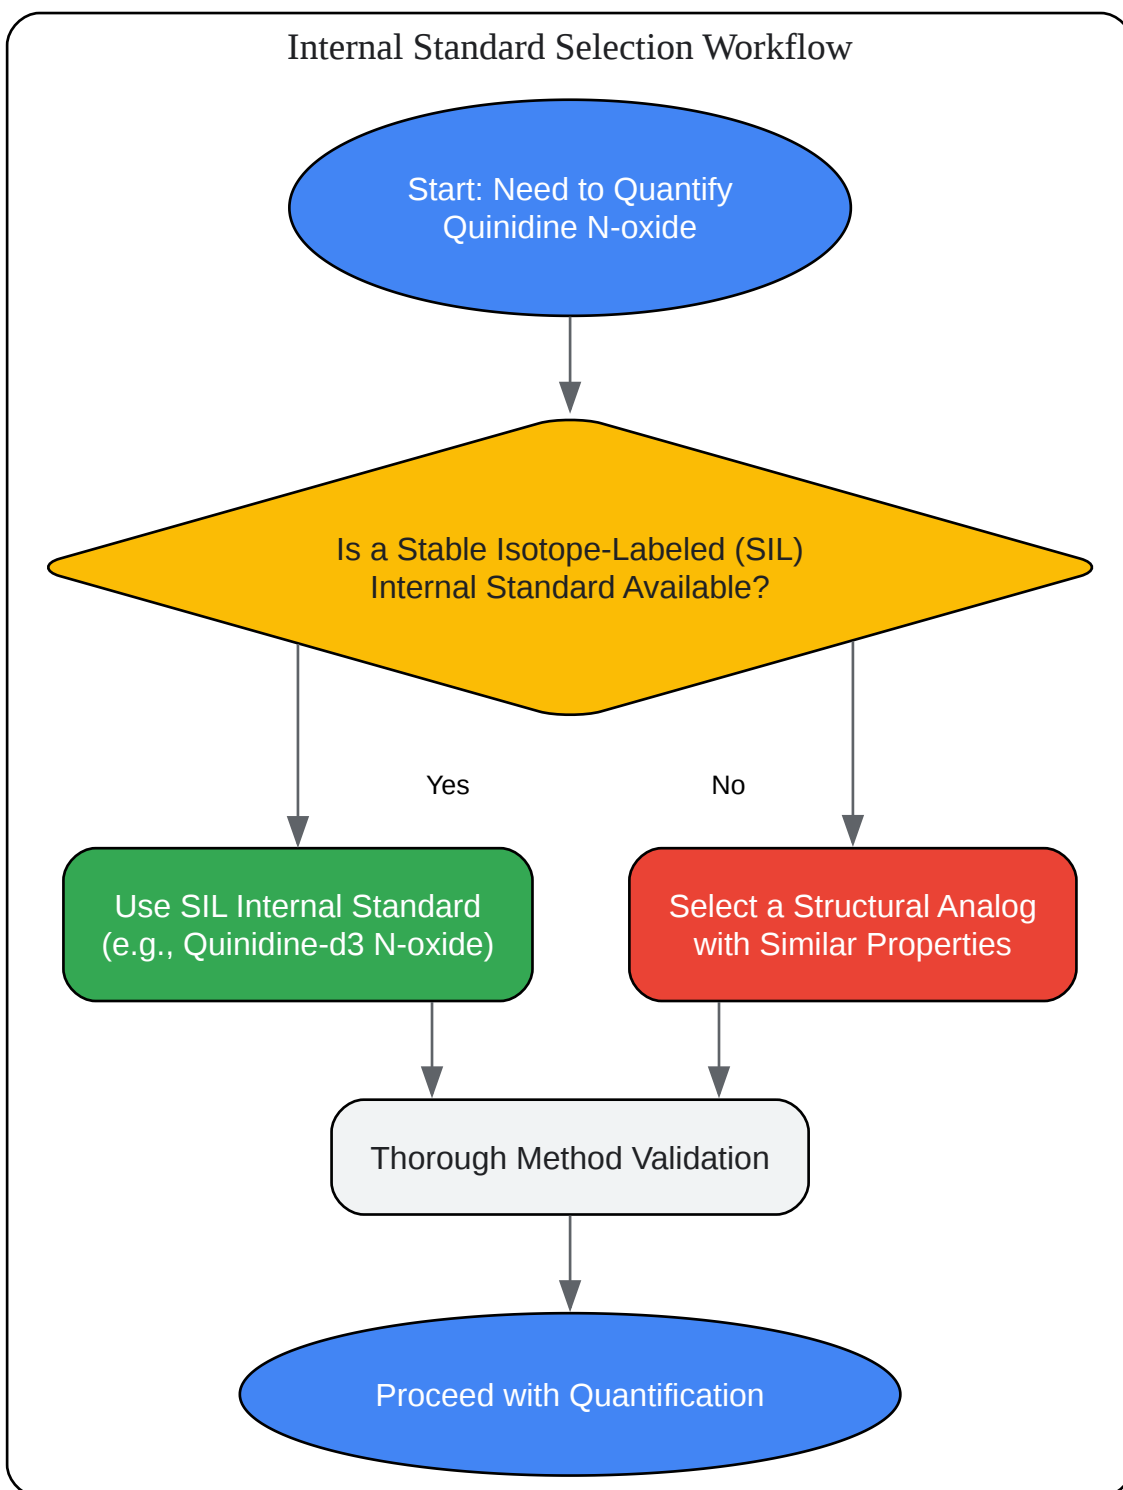 Internal Standard Selection Workflow
Start: Need to Quantify
Quinidine N-oxide
Is a Stable Isotope-Labeled (SIL)
Internal Standard Available?
Yes
No
Use SIL Internal Standard
(e.g., Quinidine-d3 N-oxide)
Select a Structural Analog
with Similar Properties
Thorough Method Validation
Proceed with Quantification